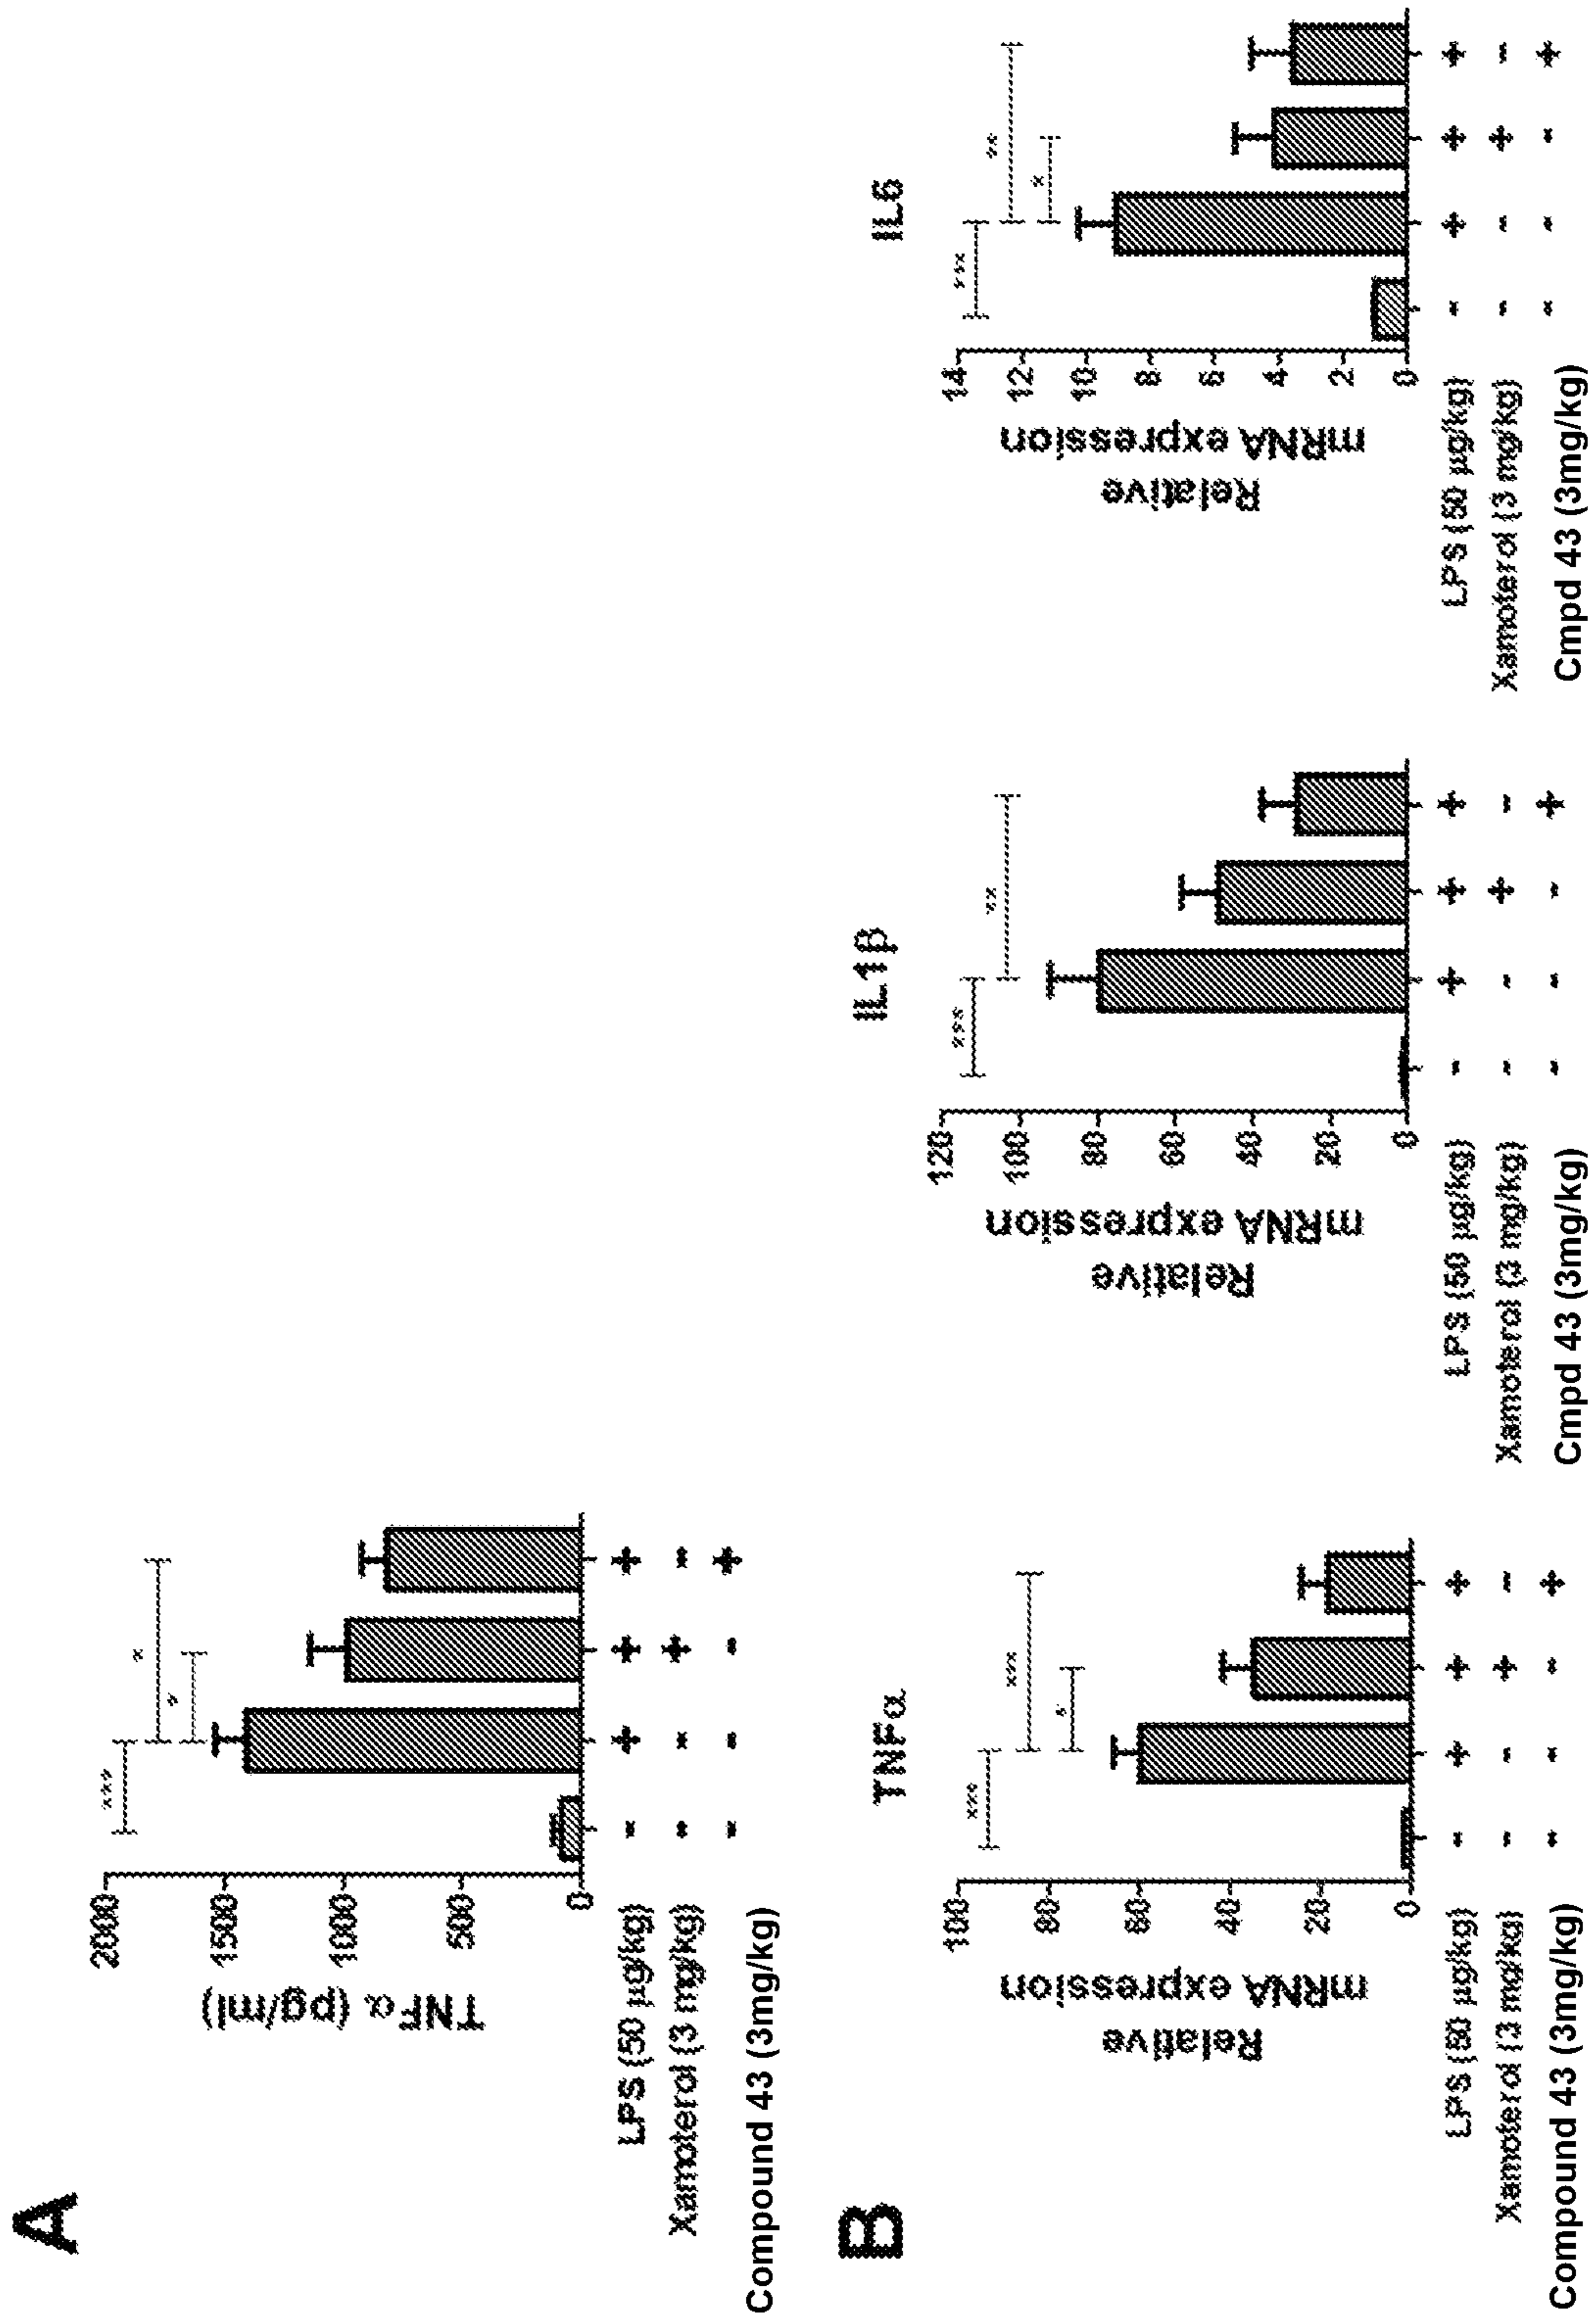 A
TNFα (pg/ml)
2000
1500
1000
500
0
***
*
*
LPS (50 µg/kg) - + + +
Xamoterol (3 mg/kg) - - + -
Compound 43 (3mg/kg) - - - +
B
TNFα
Relative
mRNA expression
100
80
60
40
20
0
***
***
*
LPS (50 µg/kg) - + + +
Xamoterol (3 mg/kg) - - + -
Compound 43 (3mg/kg) - - - +
IL1β
Relative
mRNA expression
120
100
80
60
40
20
0
***
**
LPS (50 µg/kg) - + + +
Xamoterol (3 mg/kg) - - + -
Cmpd 43 (3mg/kg) - - - +
IL6
Relative
mRNA expression
14
12
10
8
6
4
2
0
***
**
*
LPS (50 µg/kg) - + + +
Xamoterol (3 mg/kg) - - + -
Cmpd 43 (3mg/kg) - - - +